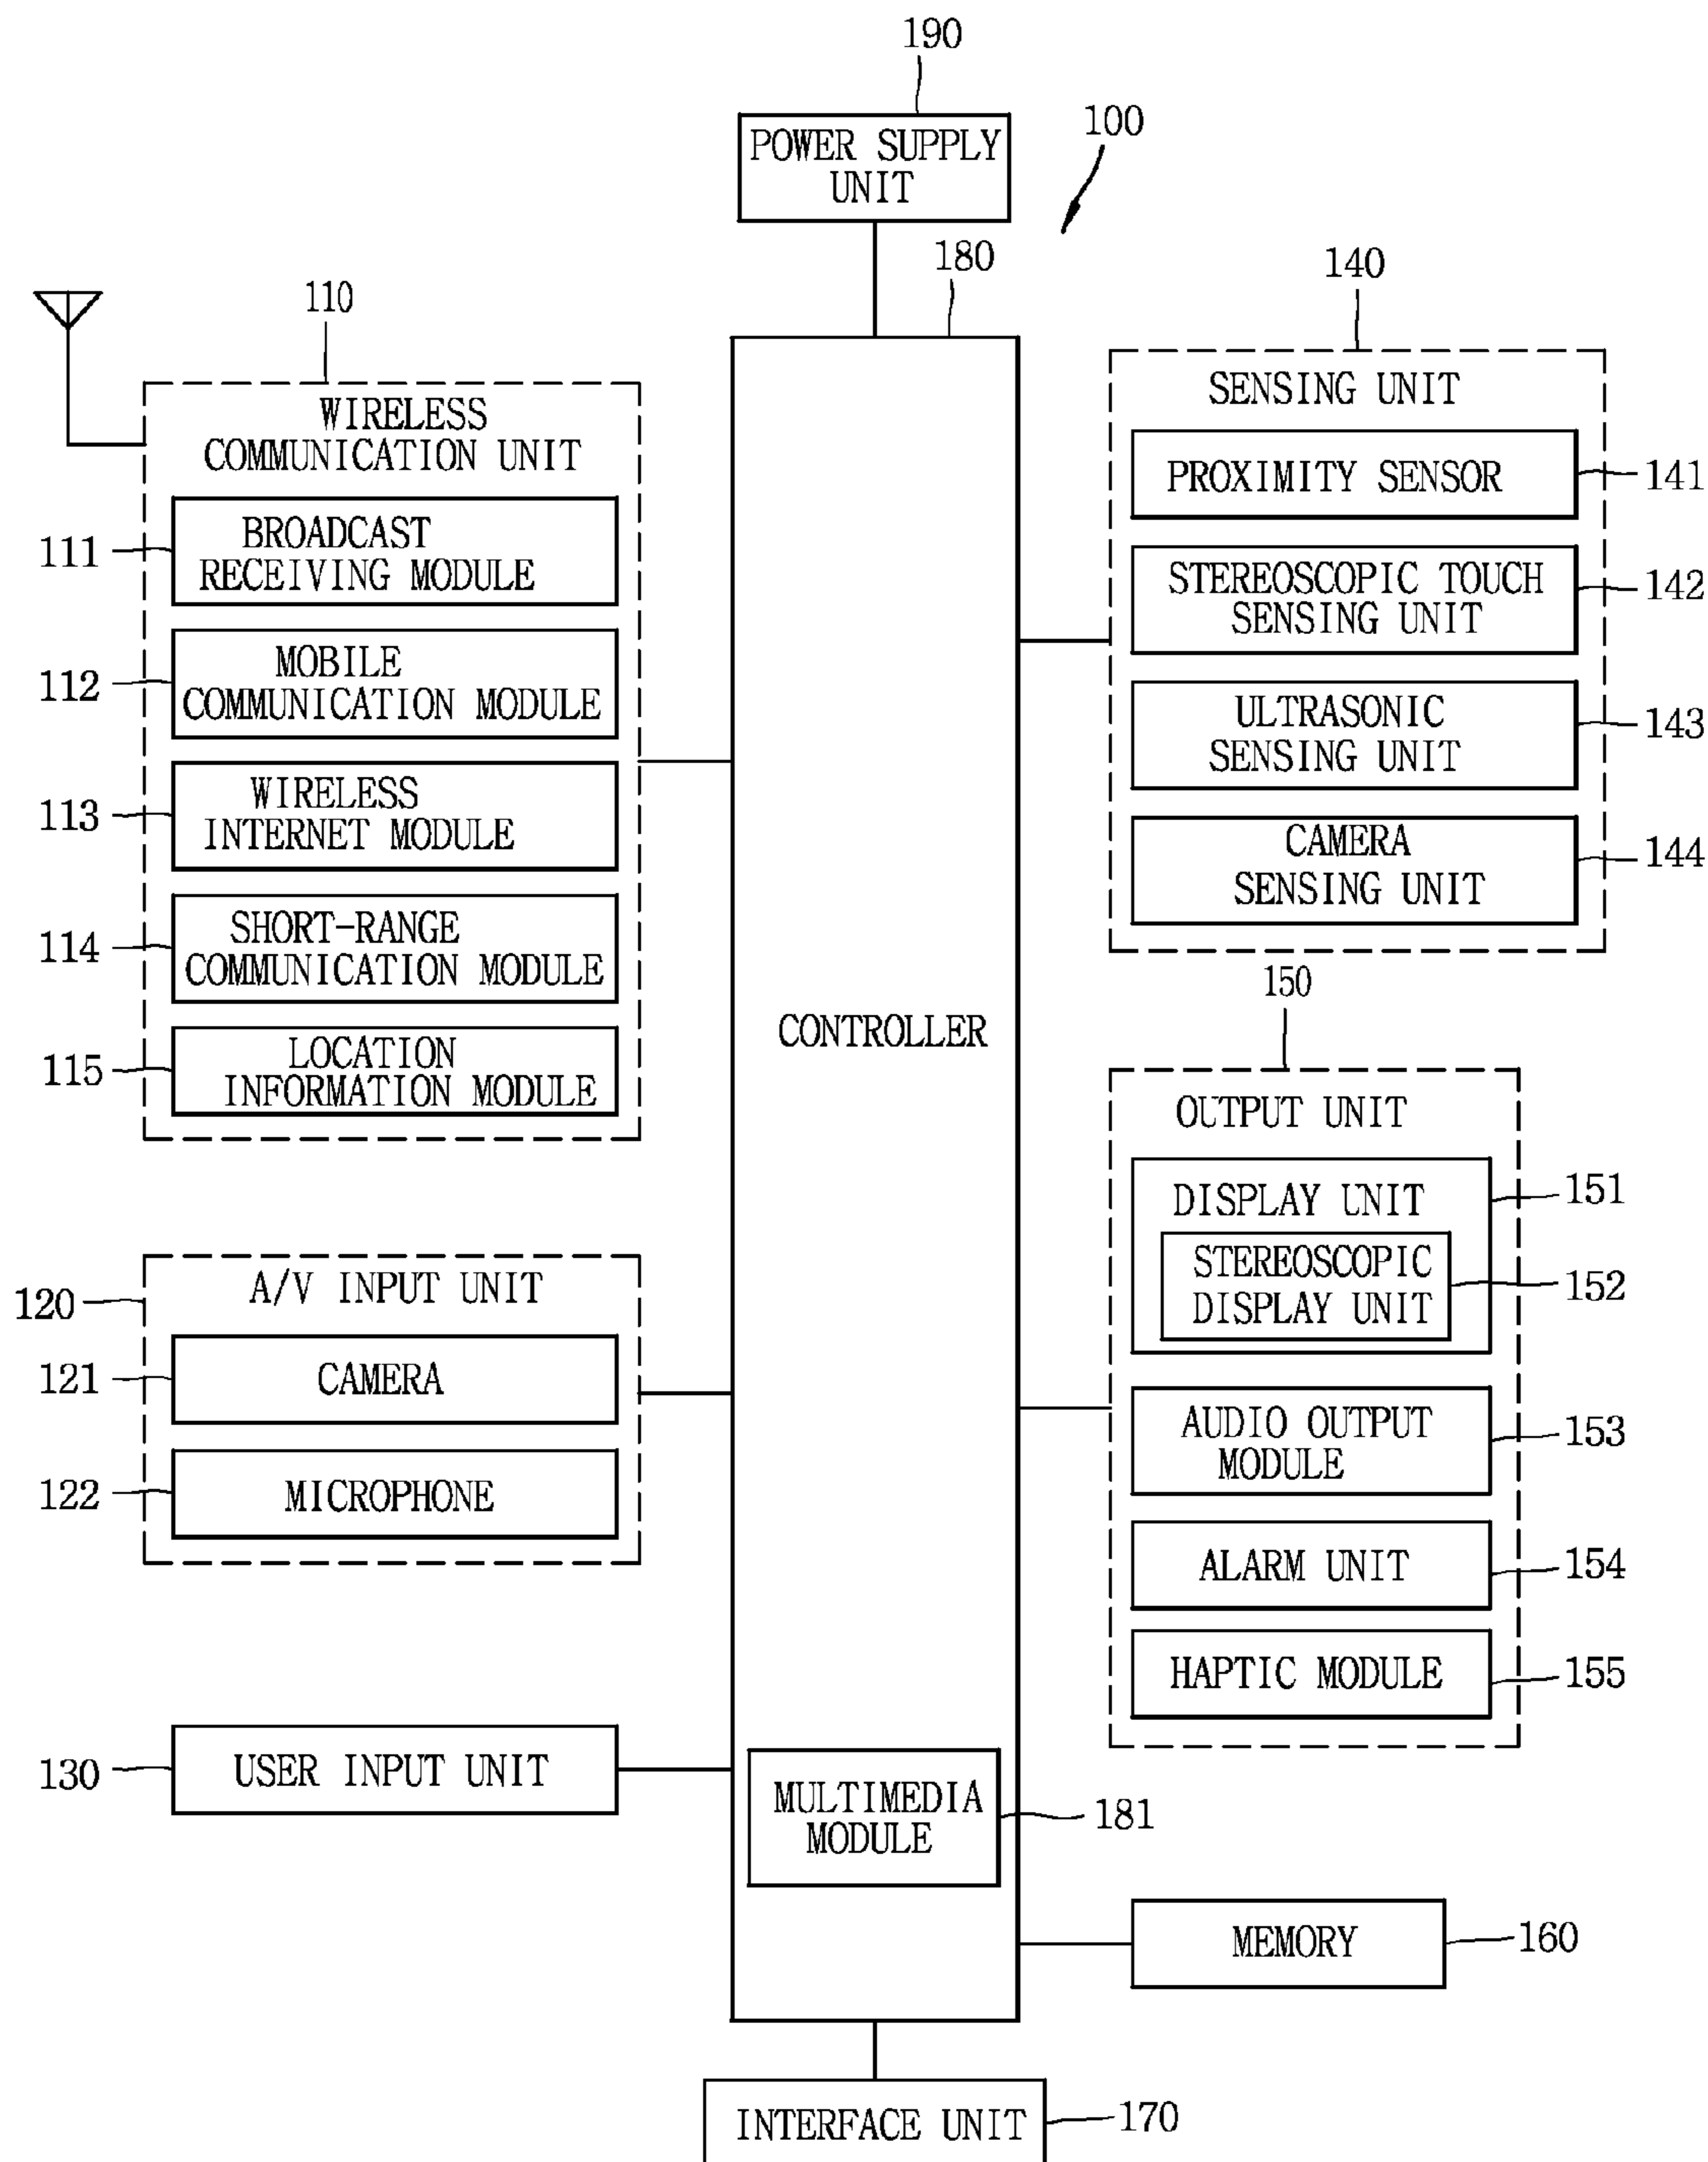 190
POWER SUPPLY
UNIT
100
180
110
WIRELESS
COMMUNICATION UNIT
111
BROADCAST
RECEIVING MODULE
112
MOBILE
COMMUNICATION MODULE
113
WIRELESS
INTERNET MODULE
114
SHORT-RANGE
COMMUNICATION MODULE
115
LOCATION
INFORMATION MODULE
120
A/V INPUT UNIT
121
CAMERA
122
MICROPHONE
130
USER INPUT UNIT
CONTROLLER
MULTIMEDIA
MODULE
181
140
SENSING UNIT
PROXIMITY SENSOR
141
STEREOSCOPIC TOUCH
SENSING UNIT
142
ULTRASONIC
SENSING UNIT
143
CAMERA
SENSING UNIT
144
150
OUTPUT UNIT
DISPLAY UNIT
151
STEREOSCOPIC
DISPLAY UNIT
152
AUDIO OUTPUT
MODULE
153
ALARM UNIT
154
HAPTIC MODULE
155
MEMORY
160
INTERFACE UNIT
170